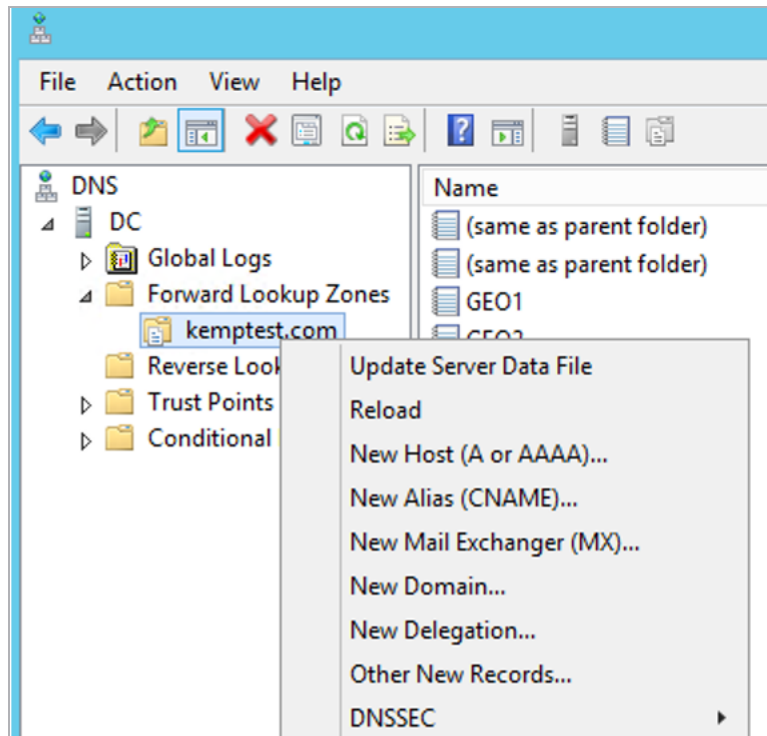 File Action View Help
DNS
DC
Global Logs
Forward Lookup Zones
kemptest.com
Reverse
Trust Points
Conditional
Name
(same as parent folder)
(same as parent folder)
GEO1
Update Server Data File
Reload
New Host (A or AAAA)...
New Alias (CNAME)...
New Mail Exchanger (MX)...
New Domain...
New Delegation...
Other New Records...
DNSSEC